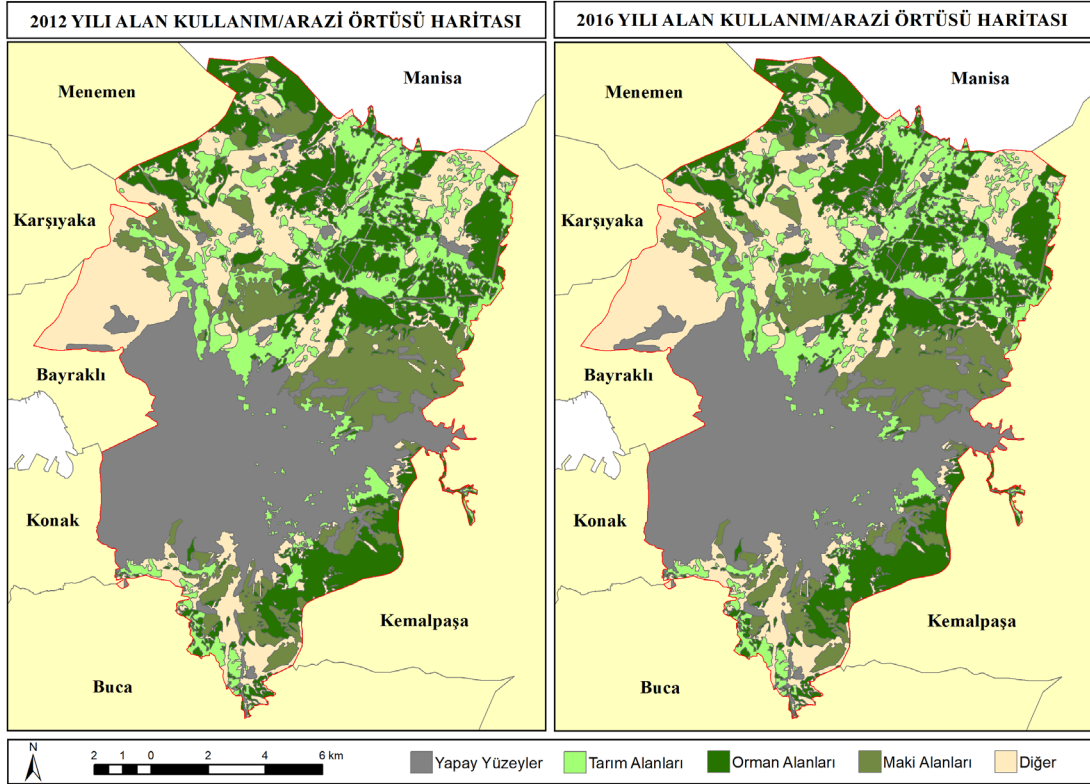 2012 YILI ALAN KULLANIM/ARAZİ ÖRTÜSÜ HARİTASI
2016 YILI ALAN KULLANIM/ARAZİ ÖRTÜSÜ HARİTASI
Menemen
Manisa
Karşıyaka
Bayraklı
Konak
Kemalpaşa
Buca
Menemen
Manisa
Karşıyaka
Bayraklı
Konak
Kemalpaşa
Buca
N
2 1 0 2 4 6 km
Yapay Yüzeyler
Tarım Alanları
Orman Alanları
Maki Alanları
Diğer